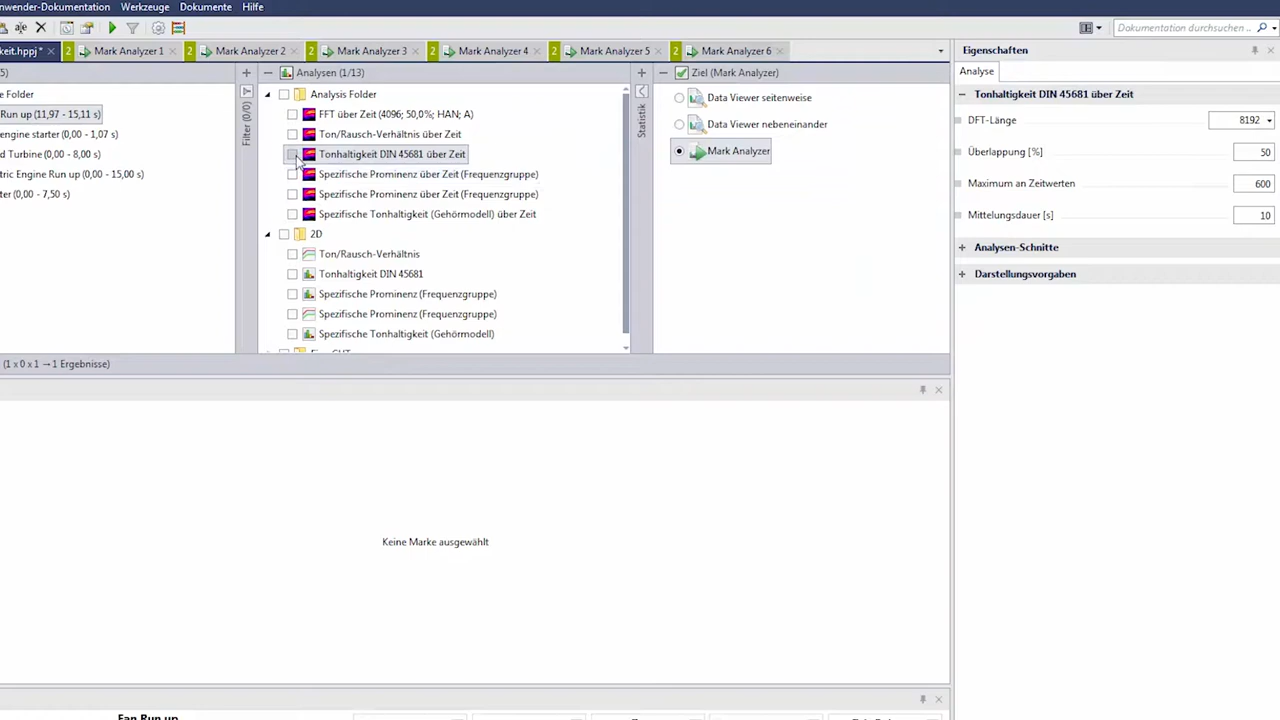 nwender-Dokumentation Werkzeuge Dokumente Hilfe
Dokumentation durchsuchen ...
keit.hppj * 2 Mark Analyzer 1 2 Mark Analyzer 2 2 Mark Analyzer 3 2 Mark Analyzer 4 2 Mark Analyzer 5 2 Mark Analyzer 6
5)
e Folder
Run up (11,97 - 15,11 s)
engine starter (0,00 - 1,07 s)
d Turbine (0,00 - 8,00 s)
tric Engine Run up (0,00 - 15,00 s)
ter (0,00 - 7,50 s)
Filter (0/0)
Analysen (1/13)
Analysis Folder
FFT über Zeit (4096; 50,0%; HAN; A)
Ton/Rausch-Verhältnis über Zeit
Tonhaltigkeit DIN 45681 über Zeit
Spezifische Prominenz über Zeit (Frequenzgruppe)
Spezifische Prominenz über Zeit (Frequenzgruppe)
Spezifische Tonhaltigkeit (Gehörmodell) über Zeit
2D
Ton/Rausch-Verhältnis
Tonhaltigkeit DIN 45681
Spezifische Prominenz (Frequenzgruppe)
Spezifische Prominenz (Frequenzgruppe)
Spezifische Tonhaltigkeit (Gehörmodell)
Statistik
Ziel (Mark Analyzer)
Data Viewer seitenweise
Data Viewer nebeneinander
Mark Analyzer
(1 x 0 x 1 → 1 Ergebnisse)
Keine Marke ausgewählt
Fan Run up
Eigenschaften
Analyse
Tonhaltigkeit DIN 45681 über Zeit
DFT-Länge 8192
Überlappung [%] 50
Maximum an Zeitwerten 600
Mittelungsdauer [s] 10
Analysen-Schnitte
Darstellungsvorgaben